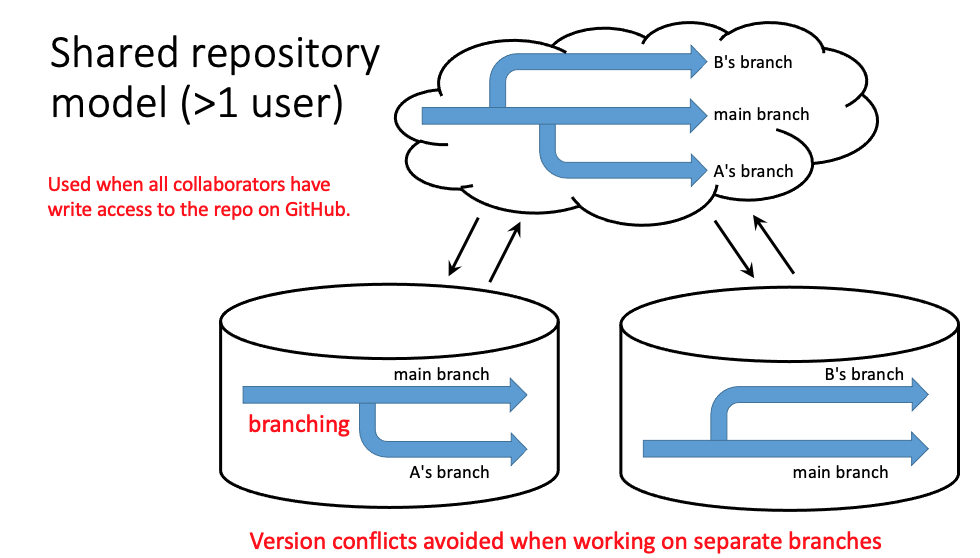 Shared repository
model (>1 user)
Used when all collaborators have
write access to the repo on GitHub.
B's branch
main branch
A's branch
main branch
branching
A's branch
B's branch
main branch
Version conflicts avoided when working on separate branches